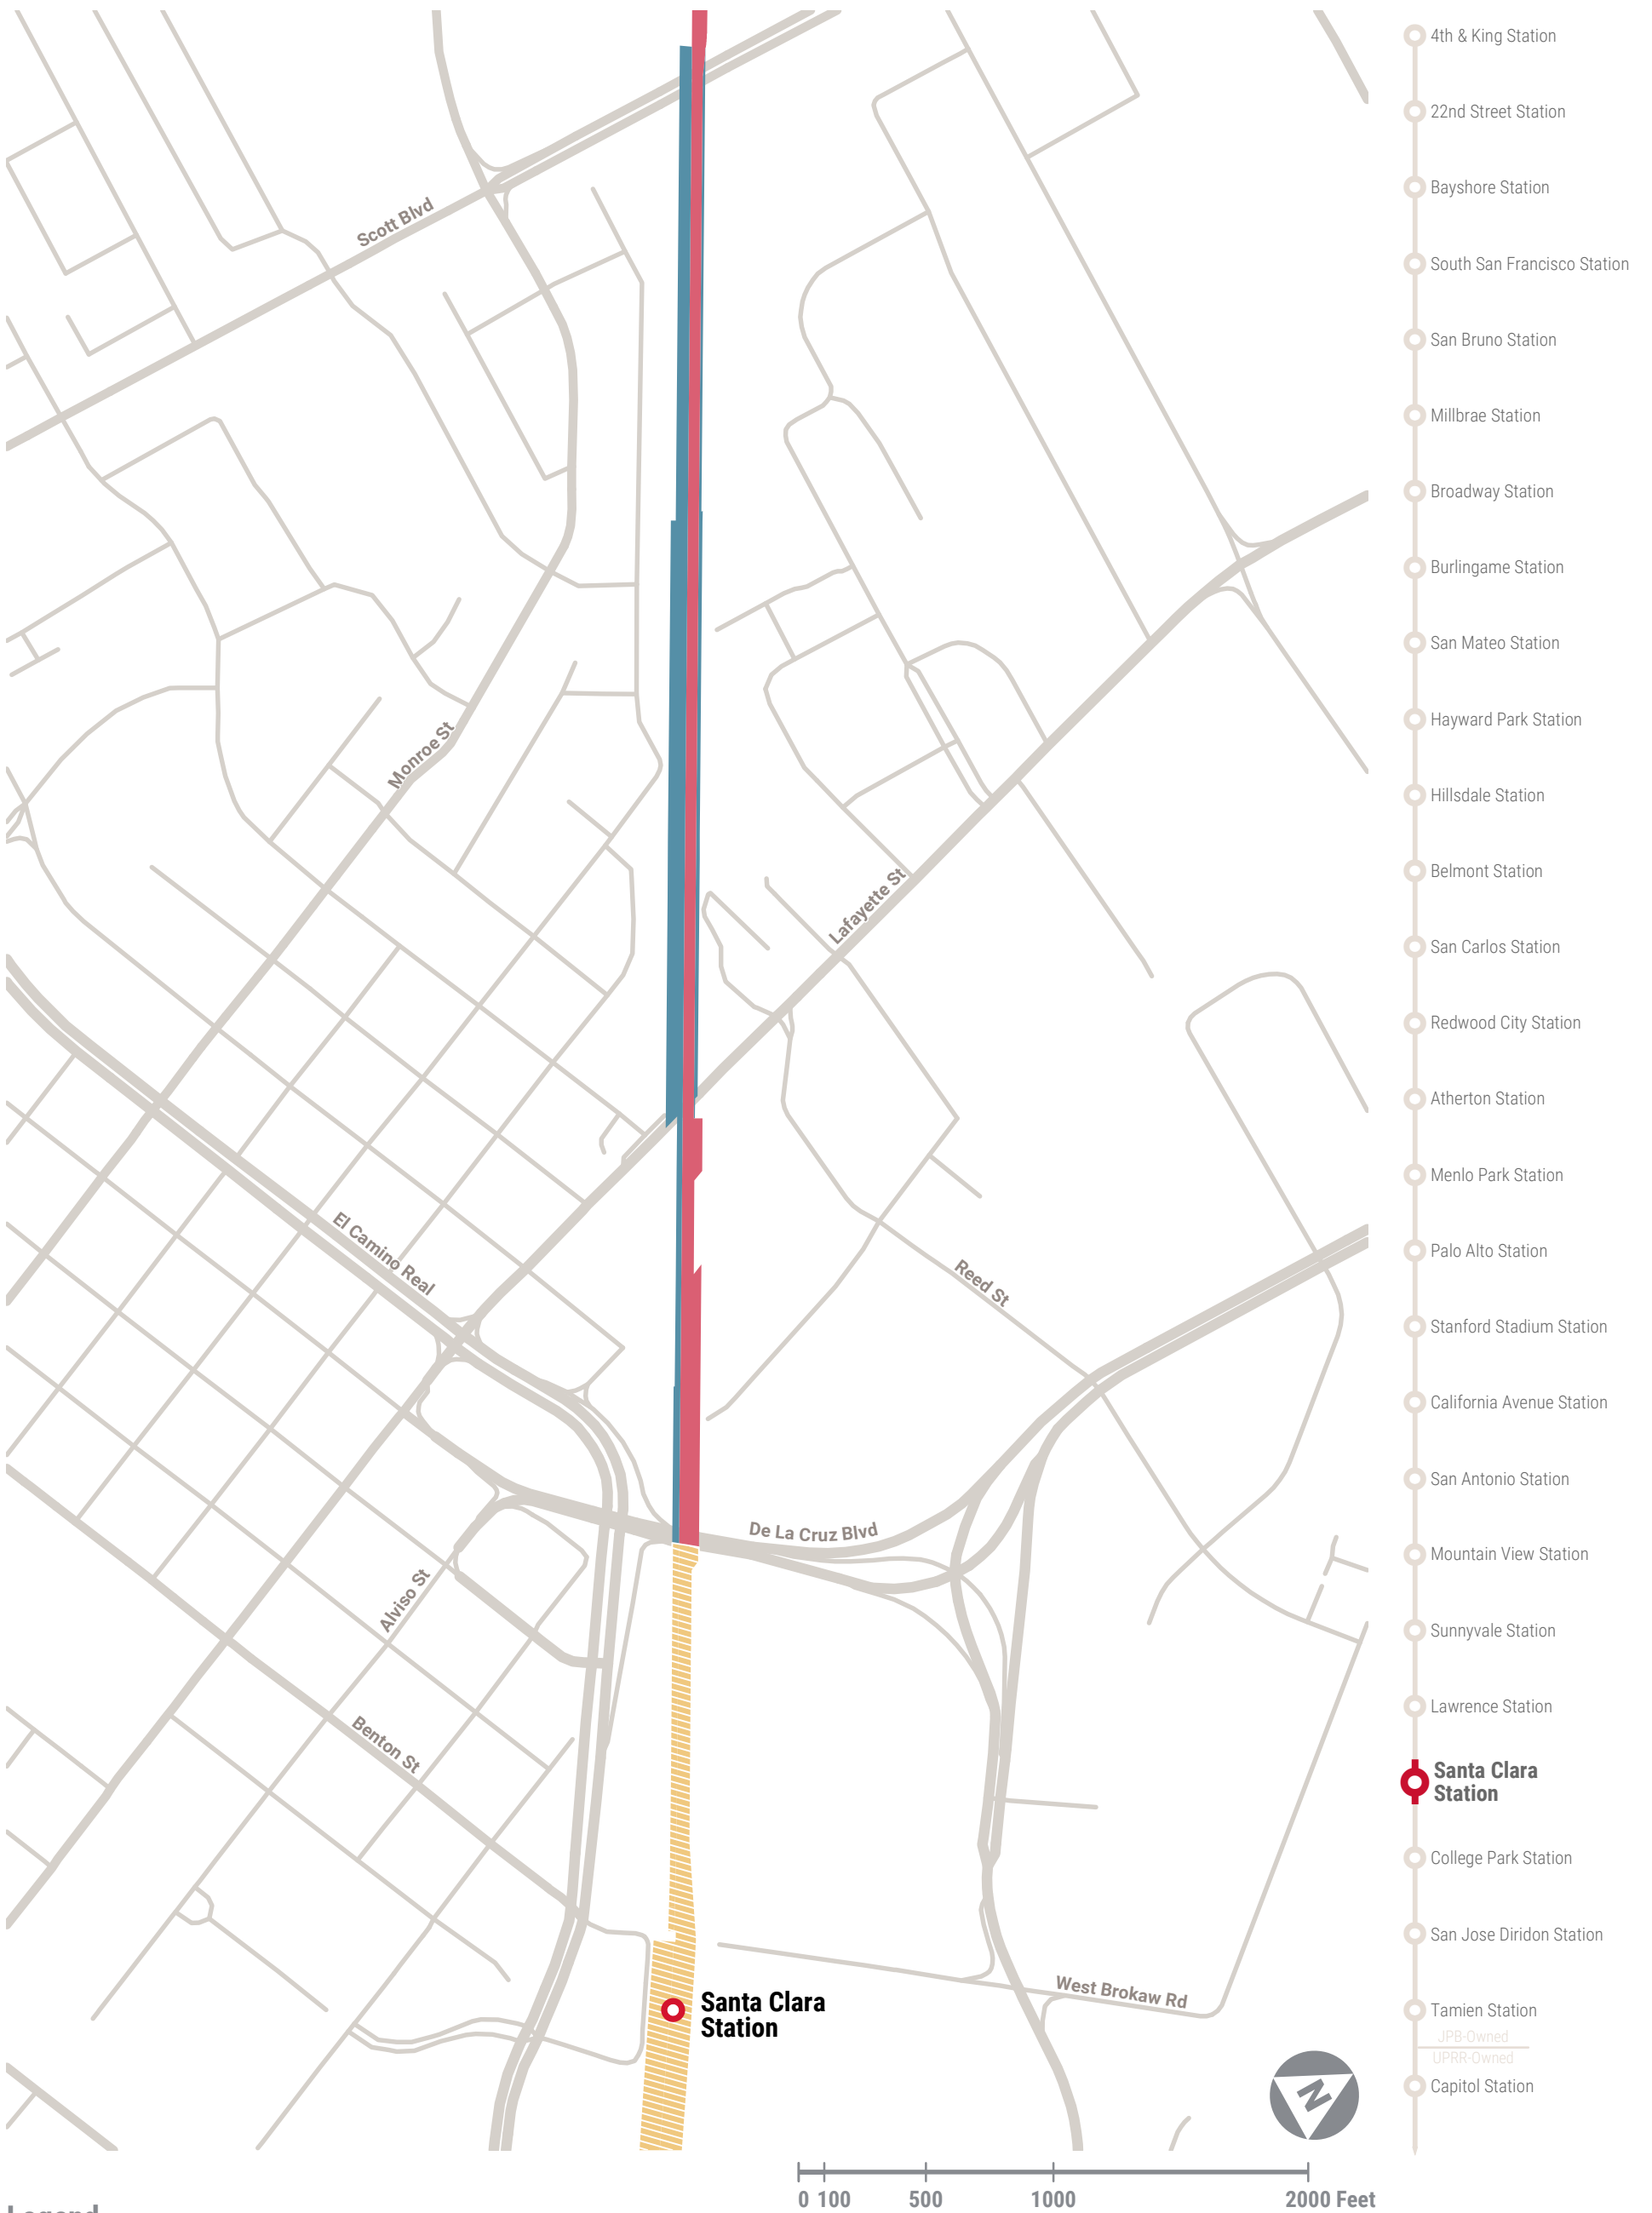 Scott Blvd
Monroe St
Lafayette St
El Camino Real
Reed St
De La Cruz Blvd
Alviso St
Benton St
West Brokaw Rd
Santa Clara
Station
N
0 100 500 1000 2000 Feet
Legend
4th & King Station
22nd Street Station
Bayshore Station
South San Francisco Station
San Bruno Station
Millbrae Station
Broadway Station
Burlingame Station
San Mateo Station
Hayward Park Station
Hillsdale Station
Belmont Station
San Carlos Station
Redwood City Station
Atherton Station
Menlo Park Station
Palo Alto Station
Stanford Stadium Station
California Avenue Station
San Antonio Station
Mountain View Station
Sunnyvale Station
Lawrence Station
Santa Clara
Station
College Park Station
San Jose Diridon Station
Tamien Station
JPB-Owned
UPRR-Owned
Capitol Station